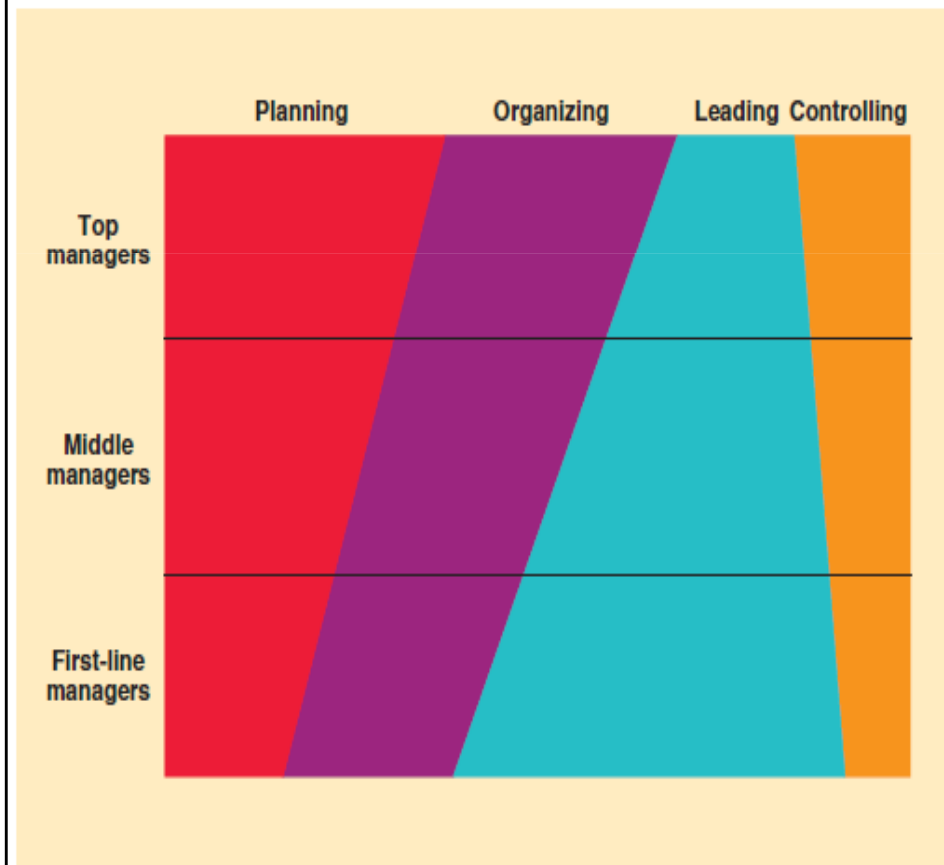 Planning Organizing Leading Controlling
Top
managers
Middle
managers
First-line
managers